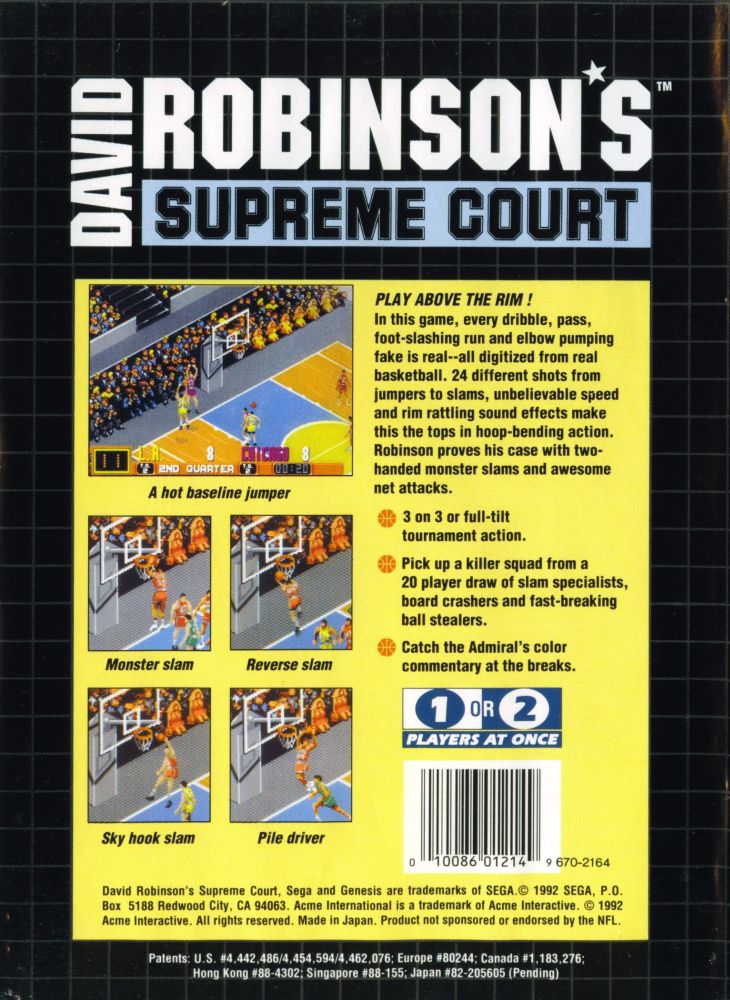 DAVID
ROBINSON'S™
SUPREME COURT
L.A. 8 CHICAGO 8
T.O. 2 2ND QUARTER T.O. 2 08:20
A hot baseline jumper
Monster slam
Reverse slam
Sky hook slam
Pile driver
PLAY ABOVE THE RIM !
In this game, every dribble, pass,
foot-slashing run and elbow pumping
fake is real--all digitized from real
basketball. 24 different shots from
jumpers to slams, unbelievable speed
and rim rattling sound effects make
this the tops in hoop-bending action.
Robinson proves his case with two-
handed monster slams and awesome
net attacks.
3 on 3 or full-tilt
tournament action.
Pick up a killer squad from a
20 player draw of slam specialists,
board crashers and fast-breaking
ball stealers.
Catch the Admiral's color
commentary at the breaks.
1 OR 2
PLAYERS AT ONCE
0 10086 01214 9 670-2164
David Robinson's Supreme Court, Sega and Genesis are trademarks of SEGA.© 1992 SEGA, P.O.
Box 5188 Redwood City, CA 94063. Acme International is a trademark of Acme Interactive. © 1992
Acme Interactive. All rights reserved. Made in Japan. Product not sponsored or endorsed by the NFL.
Patents: U.S. #4,442,486/4,454,594/4,462,076; Europe #80244; Canada #1,183,276;
Hong Kong #88-4302; Singapore #88-155; Japan #82-205605 (Pending)